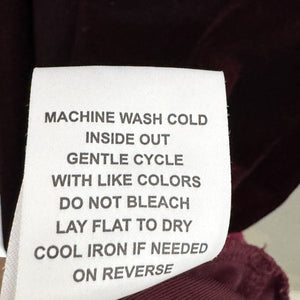 MACHINE WASH COLD
INSIDE OUT
GENTLE CYCLE
WITH LIKE COLORS
DO NOT BLEACH
LAY FLAT TO DRY
COOL IRON IF NEEDED
ON REVERSE